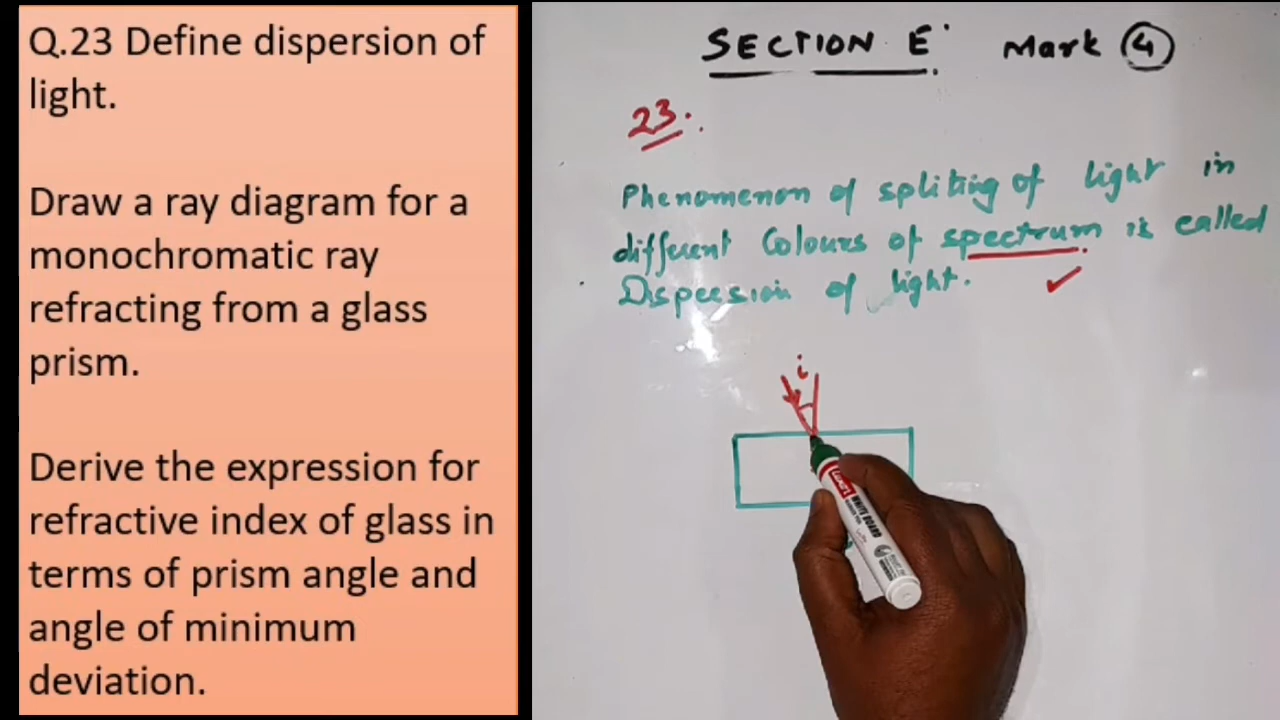 Q.23 Define dispersion of
light.
Draw a ray diagram for a
monochromatic ray
refracting from a glass
prism.
Derive the expression for
refractive index of glass in
terms of prism angle and
angle of minimum
deviation.
SECTION E Mark 4
23.
Phenomenon of spliting of light in
different Colours of spectrum is called
Dispersion of light.
i